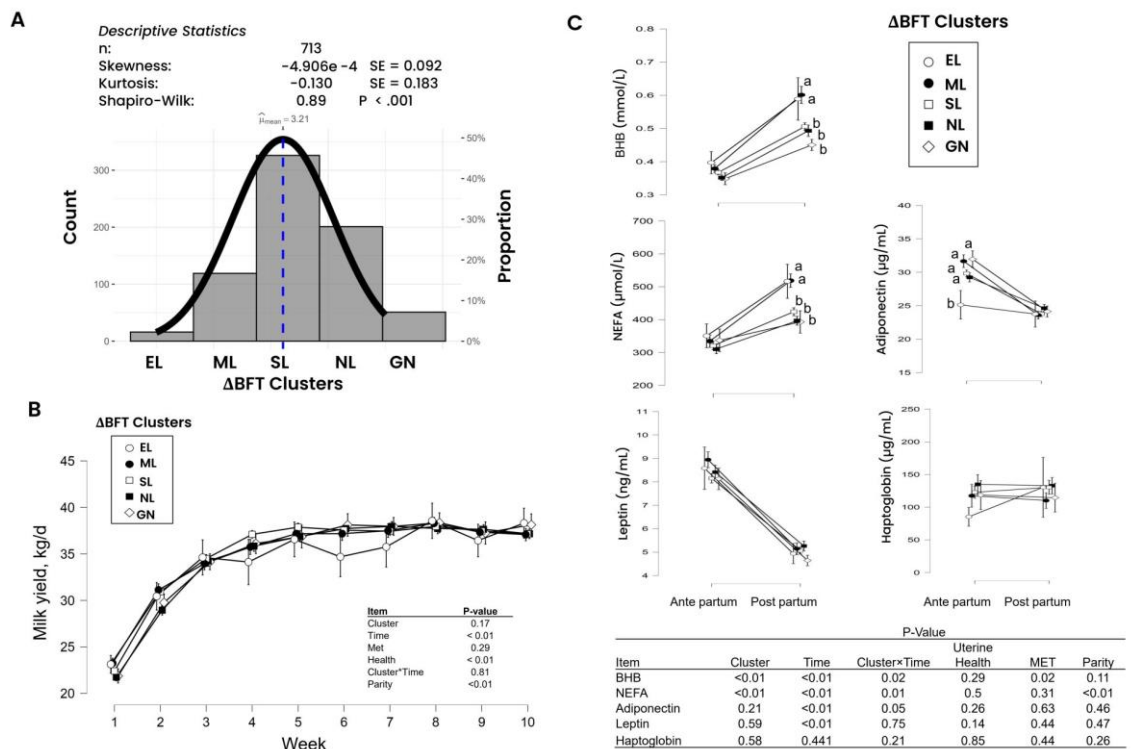 A
Descriptive Statistics
n: 713
Skewness: -4.906e -4 SE = 0.092
Kurtosis: -0.130 SE = 0.183
Shapiro-Wilk: 0.89 P < .001
μ̂mean = 3.21
Count
300
200
100
0
Proportion
50%
40%
30%
20%
10%
0%
EL ML SL NL GN
ΔBFT Clusters
B
ΔBFT Clusters
EL
ML
SL
NL
GN
Milk yield, kg/d
45
40
35
30
25
20
1 2 3 4 5 6 7 8 9 10
Week
Item P-value
Cluster 0.17
Time < 0.01
Met 0.29
Health < 0.01
Cluster*Time 0.81
Parity <0.01
C
ΔBFT Clusters
EL
ML
SL
NL
GN
BHB (mmol/L)
0.8
0.7
0.6
0.5
0.4
0.3
a
a
b
b
b
NEFA (μmol/L)
700
600
500
400
300
200
a
a
b
b
b
Adiponectin (μg/mL)
40
35
30
25
20
15
a
a
a
a
b
Leptin (ng/mL)
11
10
9
8
7
6
5
4
Ante partum Post partum
Haptoglobin (μg/mL)
250
200
150
100
50
0
Ante partum Post partum
P-Value
Item Cluster Time Cluster×Time Uterine Health MET Parity
BHB <0.01 <0.01 0.02 0.29 0.02 0.11
NEFA <0.01 <0.01 0.01 0.5 0.31 <0.01
Adiponectin 0.21 <0.01 0.05 0.26 0.63 0.46
Leptin 0.59 <0.01 0.75 0.14 0.44 0.47
Haptoglobin 0.58 0.441 0.21 0.85 0.44 0.26